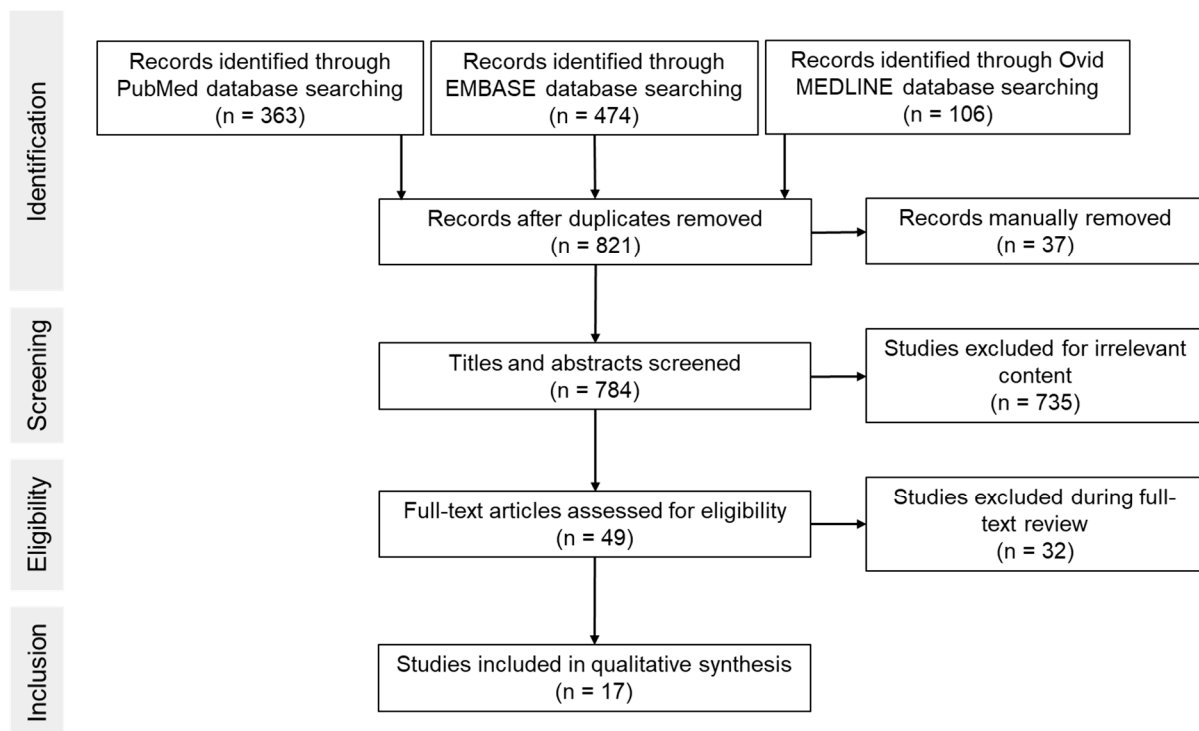 Identification
Records identified through
PubMed database searching
(n = 363)
Records identified through
EMBASE database searching
(n = 474)
Records identified through Ovid
MEDLINE database searching
(n = 106)
Records after duplicates removed
(n = 821)
Records manually removed
(n = 37)
Screening
Titles and abstracts screened
(n = 784)
Studies excluded for irrelevant
content
(n = 735)
Eligibility
Full-text articles assessed for eligibility
(n = 49)
Studies excluded during full-
text review
(n = 32)
Inclusion
Studies included in qualitative synthesis
(n = 17)